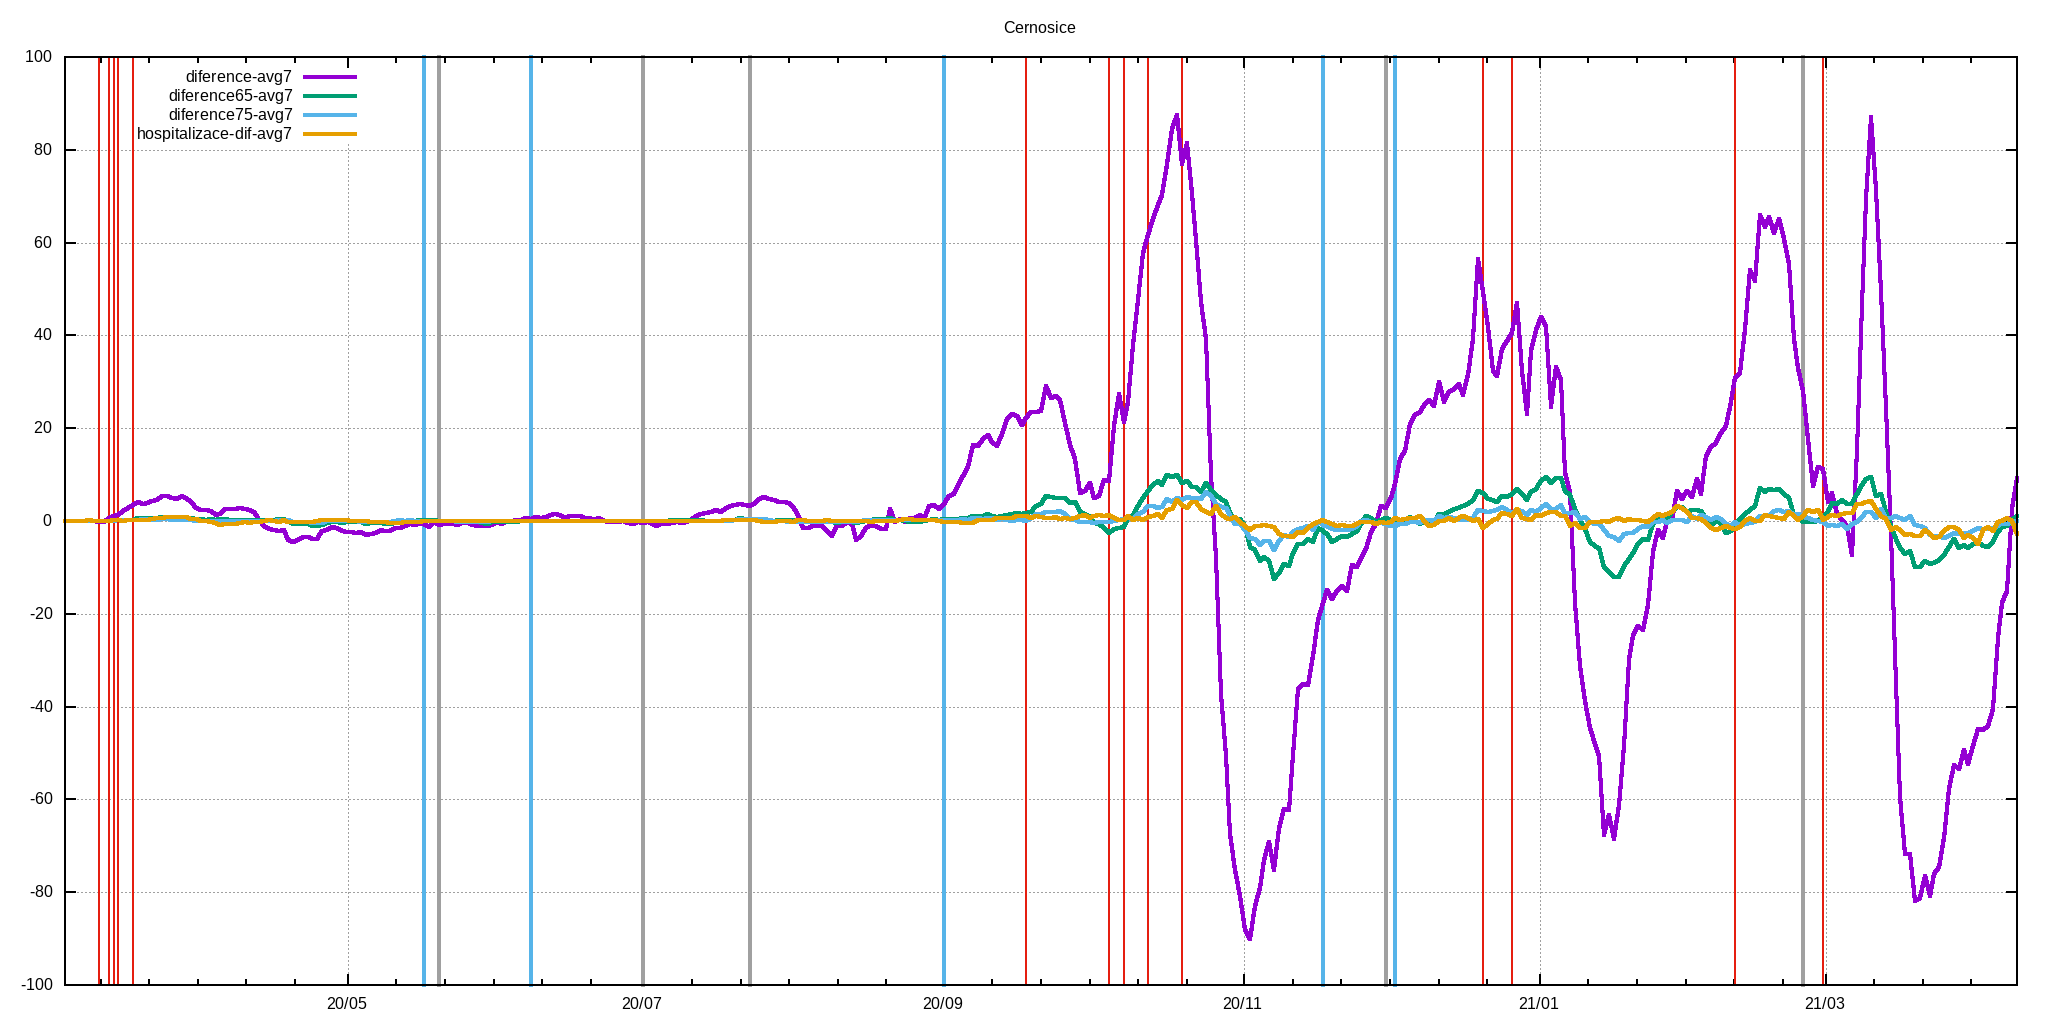 Cernosice
diference-avg7
diference65-avg7
diference75-avg7
hospitalizace-dif-avg7
100
80
60
40
20
0
-20
-40
-60
-80
-100
20/05 20/07 20/09 20/11 21/01 21/03